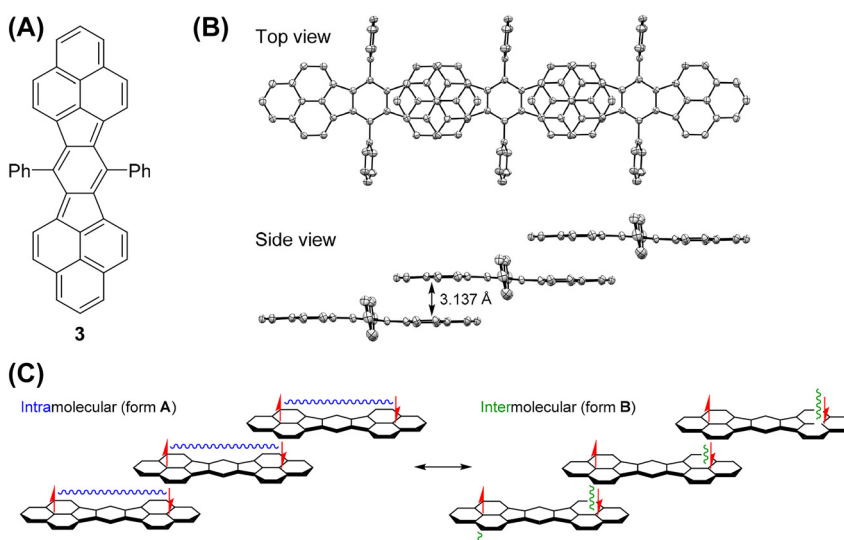 (A)
Ph
Ph
3
(B)
Top view
Side view
3.137 Å
(C)
Intramolecular (form A)
Intermolecular (form B)